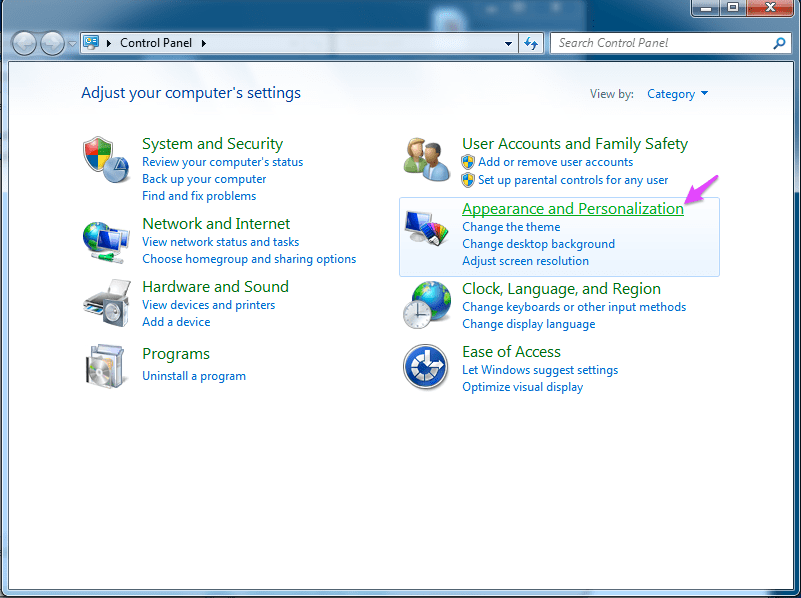 Control Panel
Search Control Panel
Adjust your computer's settings
View by: Category
System and Security
Review your computer's status
Back up your computer
Find and fix problems
Network and Internet
View network status and tasks
Choose homegroup and sharing options
Hardware and Sound
View devices and printers
Add a device
Programs
Uninstall a program
User Accounts and Family Safety
Add or remove user accounts
Set up parental controls for any user
Appearance and Personalization
Change the theme
Change desktop background
Adjust screen resolution
Clock, Language, and Region
Change keyboards or other input methods
Change display language
Ease of Access
Let Windows suggest settings
Optimize visual display